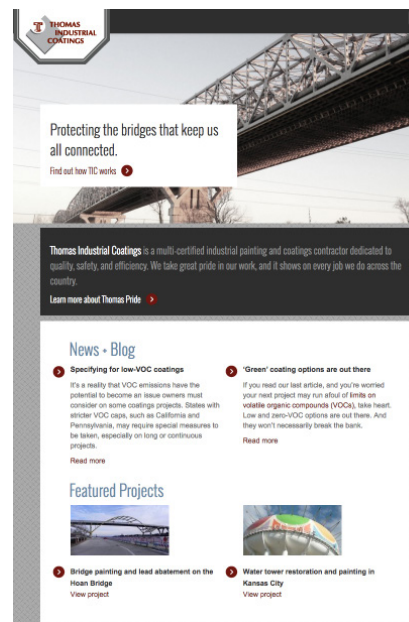 THOMAS
INDUSTRIAL
COATINGS
Protecting the bridges that keep us
all connected.
Find out how TIC works
Thomas Industrial Coatings is a multi-certified industrial painting and coatings contractor dedicated to
quality, safety, and efficiency. We take great pride in our work, and it shows on every job we do across the
country.
Learn more about Thomas Pride
News + Blog
Specifying for low-VOC coatings
It's a reality that VOC emissions have the
potential to become an issue owners must
consider on some coatings projects. States with
stricter VOC caps, such as California and
Pennsylvania, may require special measures to
be taken, especially on long or continuous
projects.
Read more
'Green' coating options are out there
If you read our last article, and you're worried
your next project may run afoul of limits on
volatile organic compounds (VOCs), take heart.
Low and zero-VOC options are out there. And
they won't necessarily break the bank.
Read more
Featured Projects
Bridge painting and lead abatement on the
Hoan Bridge
View project
Water tower restoration and painting in
Kansas City
View project